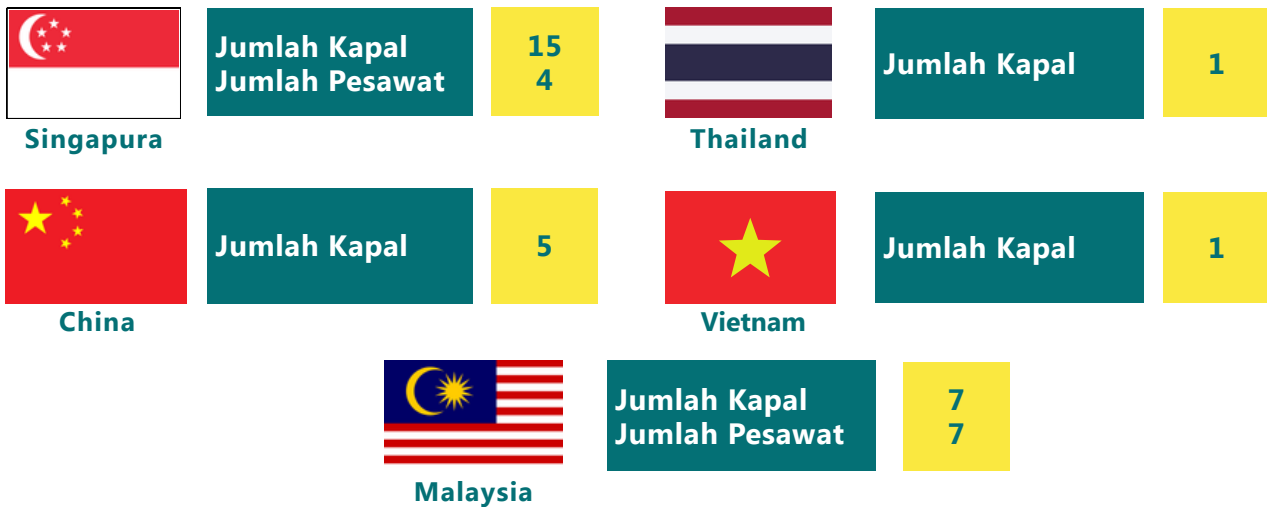 Jumlah Kapal
Jumlah Pesawat
15
4
Singapura
Jumlah Kapal
1
Thailand
Jumlah Kapal
5
China
Jumlah Kapal
1
Vietnam
Jumlah Kapal
Jumlah Pesawat
7
7
Malaysia